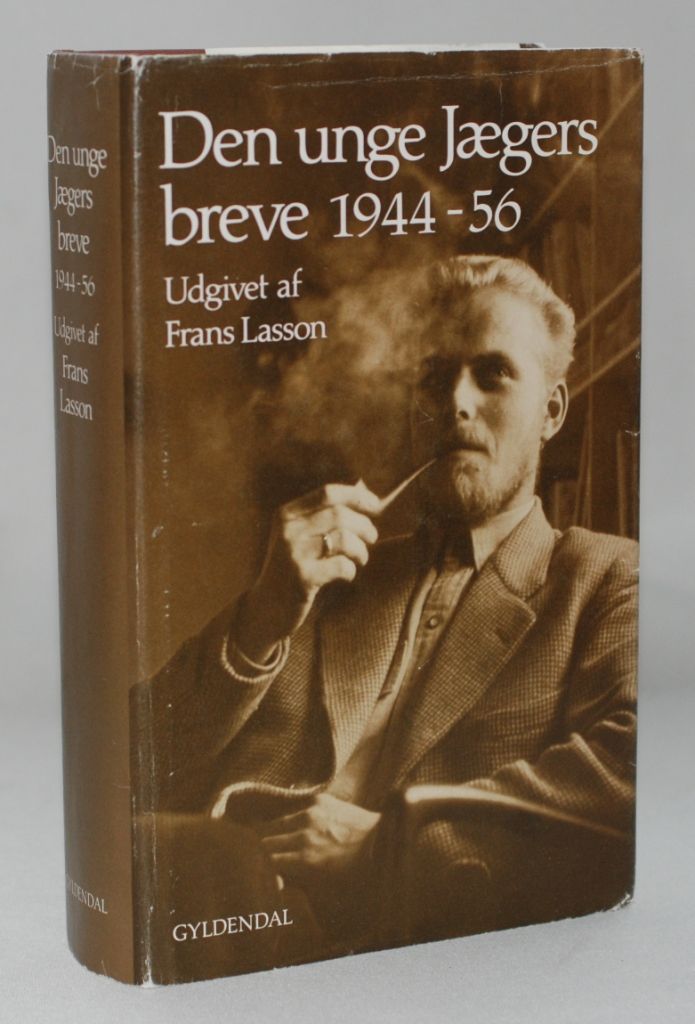 Den unge Jægers
breve 1944-56
Udgivet af
Frans Lasson
GYLDENDAL
Den unge
Jægers
breve
1944-56
Udgivet af
Frans
Lasson
GYLDENDAL